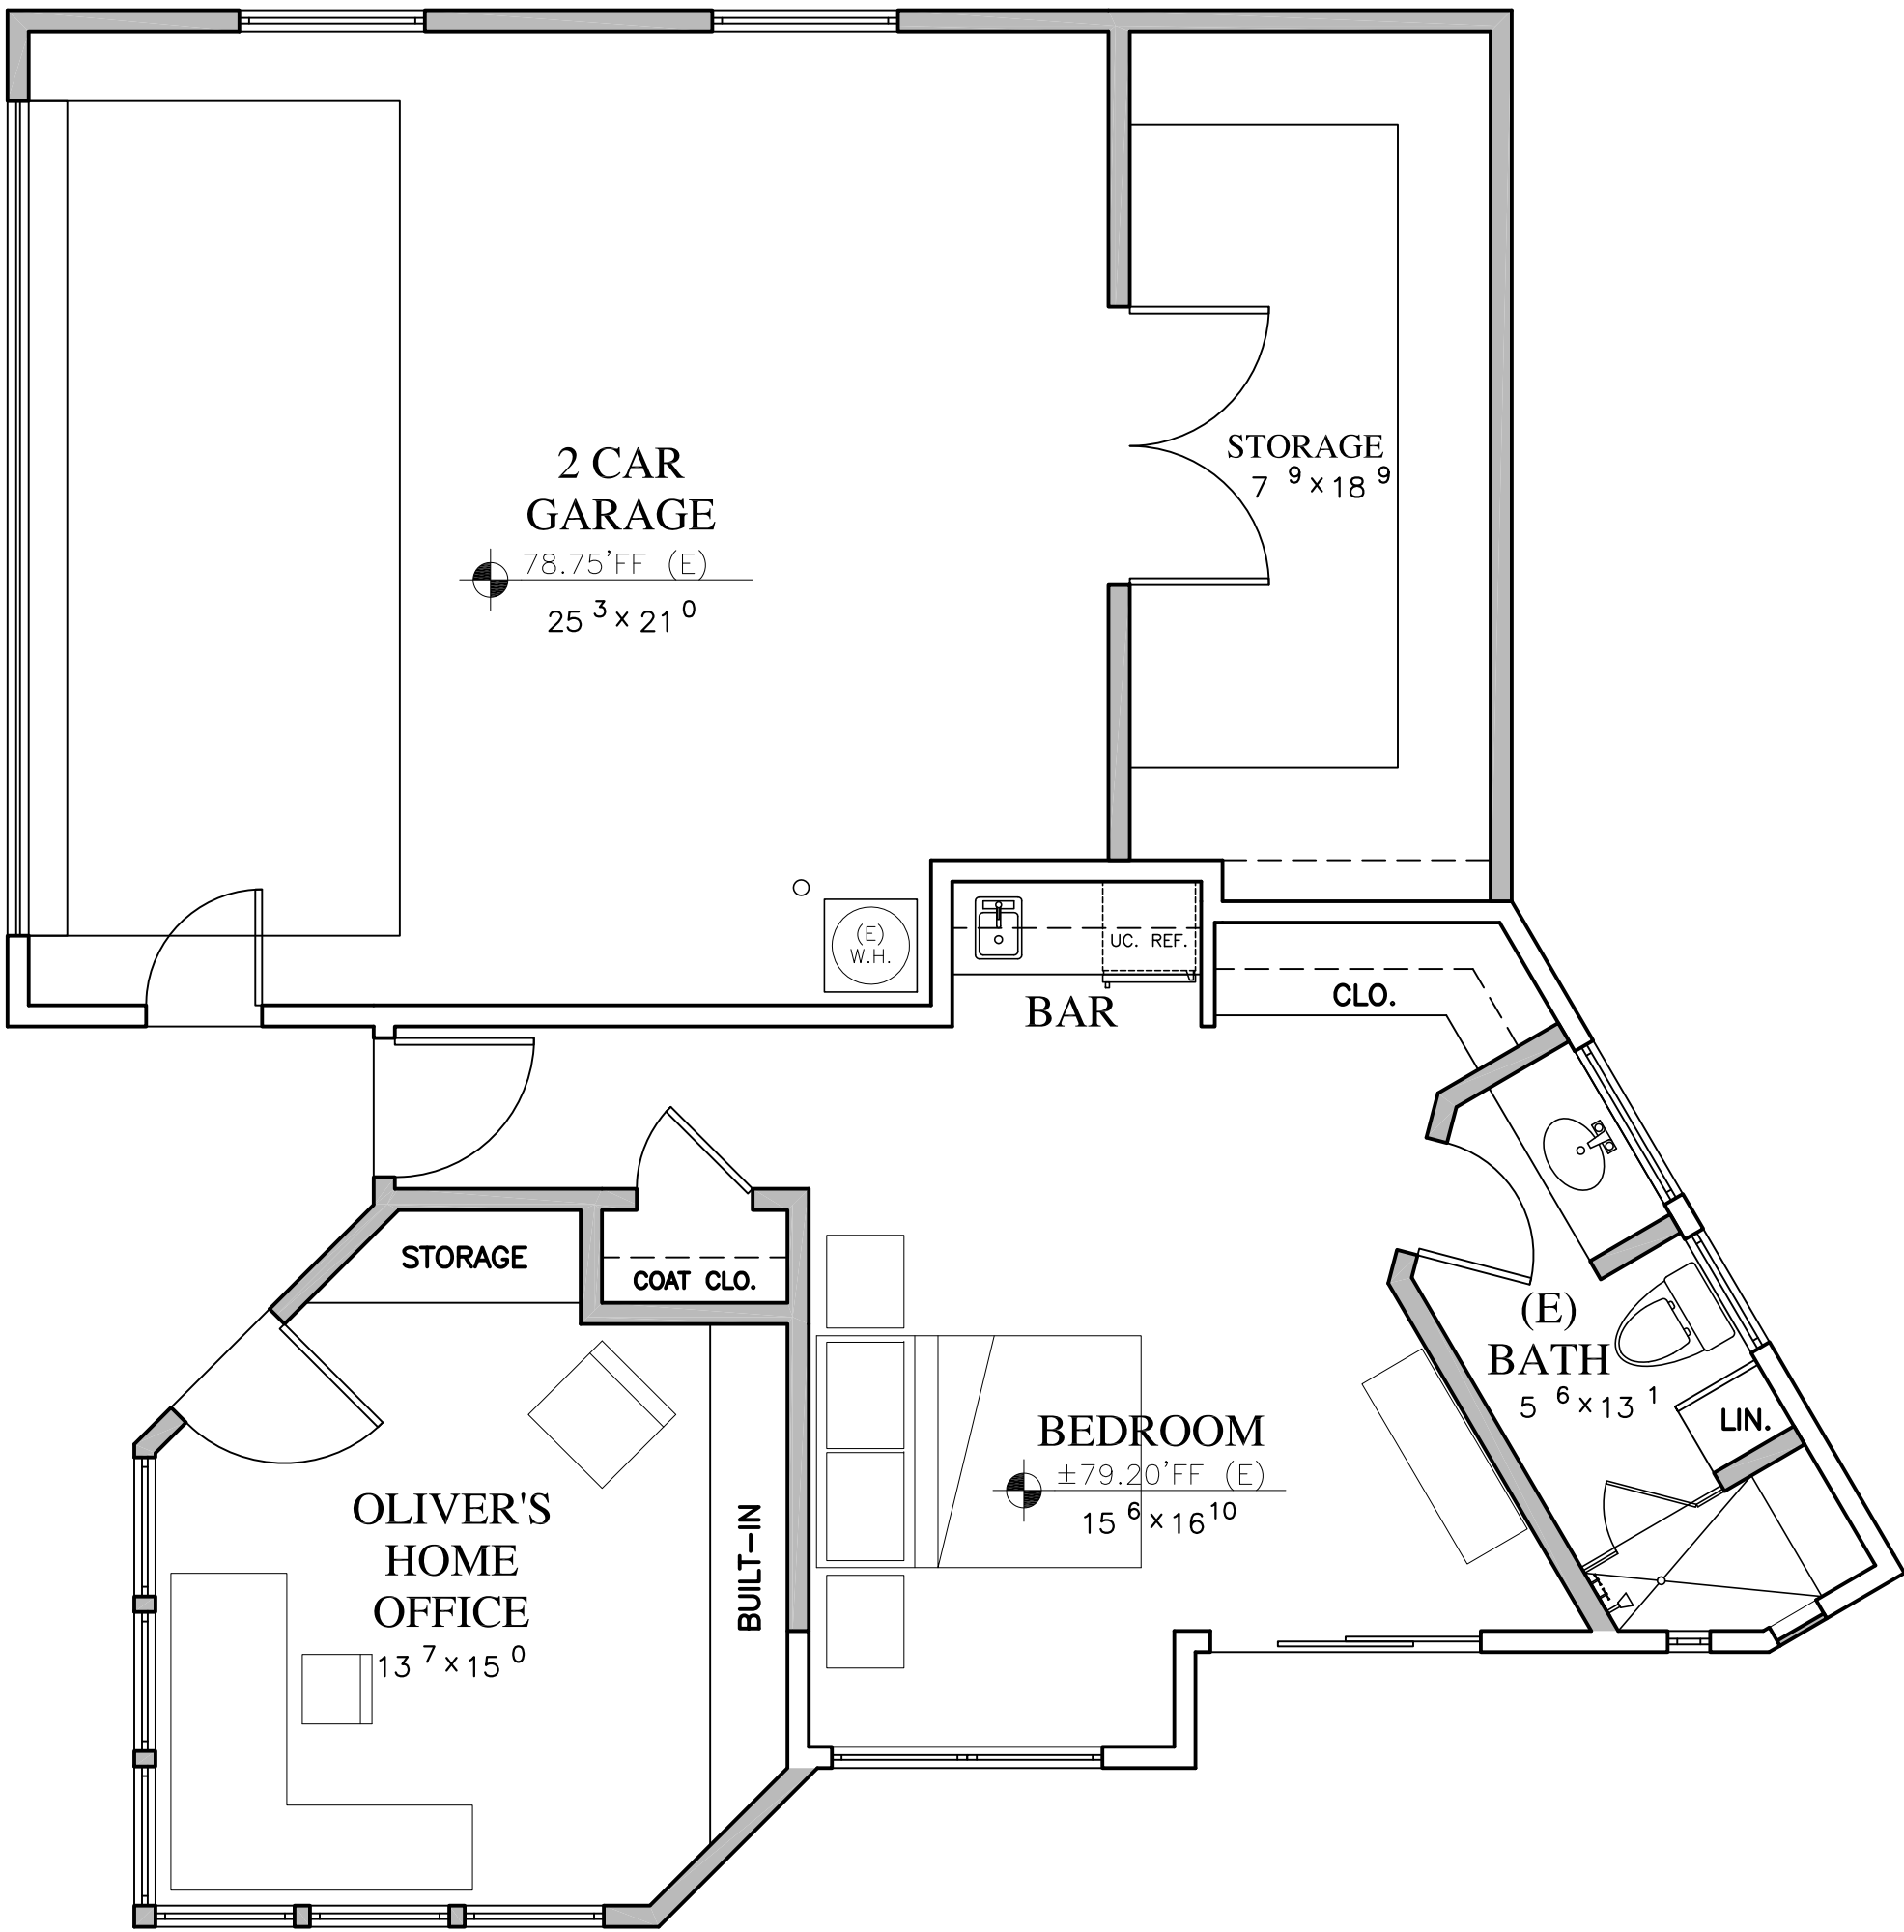 2 CAR
GARAGE
78.75'FF (E)
25 3 x 21 0
STORAGE
7 9 x 18 9
(E)
W.H.
UC. REF.
BAR
CLO.
STORAGE
COAT CLO.
(E)
BATH
5 6 x 13 1
LIN.
BEDROOM
±79.20'FF (E)
15 6 x 16 10
OLIVER'S
HOME
OFFICE
13 7 x 15 0
BUILT-IN